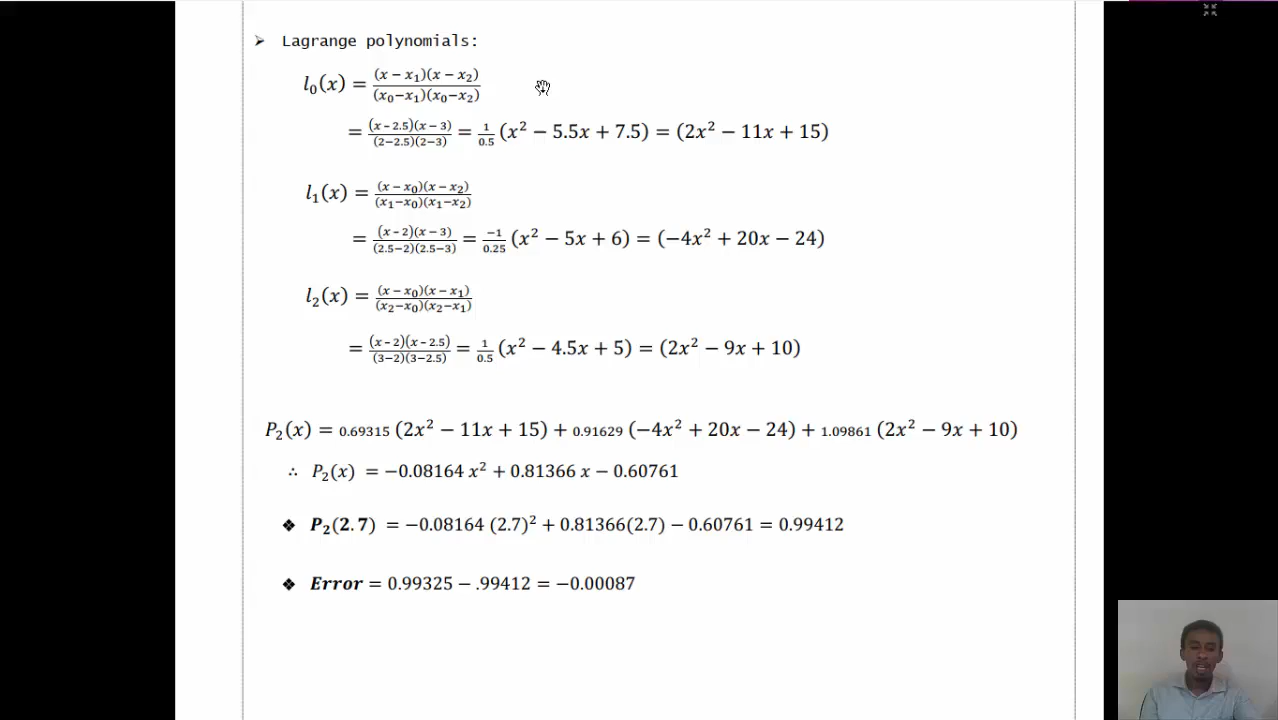 ➢ Lagrange polynomials:
l₀(x) = (x − x₁)(x − x₂) / (x₀−x₁)(x₀−x₂)
= (x - 2.5)(x − 3) / (2−2.5)(2−3) = 1/0.5 (x² − 5.5x + 7.5) = (2x² − 11x + 15)
l₁(x) = (x − x₀)(x − x₂) / (x₁−x₀)(x₁−x₂)
= (x - 2)(x − 3) / (2.5−2)(2.5−3) = −1/0.25 (x² − 5x + 6) = (−4x² + 20x − 24)
l₂(x) = (x − x₀)(x − x₁) / (x₂−x₀)(x₂−x₁)
= (x - 2)(x - 2.5) / (3−2)(3−2.5) = 1/0.5 (x² − 4.5x + 5) = (2x² − 9x + 10)
P₂(x) = 0.69315 (2x² − 11x + 15) + 0.91629 (−4x² + 20x − 24) + 1.09861 (2x² − 9x + 10)
∴ P₂(x) = −0.08164 x² + 0.81366 x − 0.60761
❖ P₂(2.7) = −0.08164 (2.7)² + 0.81366(2.7) − 0.60761 = 0.99412
❖ Error = 0.99325 − .99412 = −0.00087